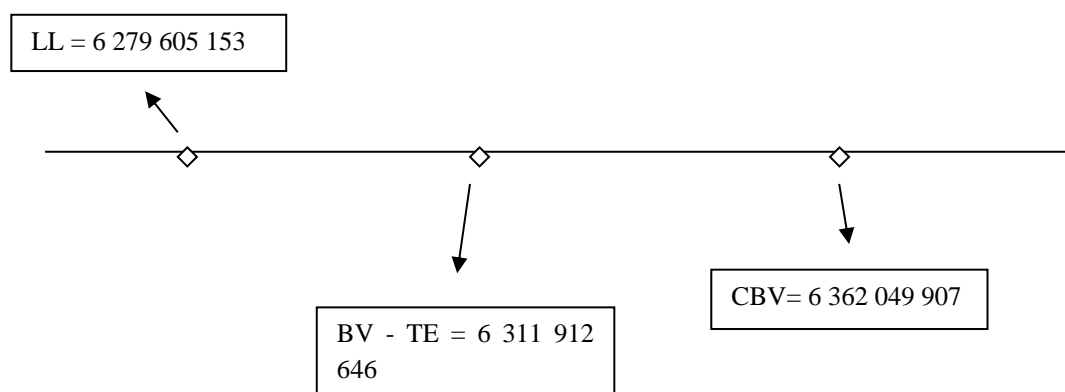 LL = 6 279 605 153
CBV= 6 362 049 907
BV - TE = 6 311 912
646